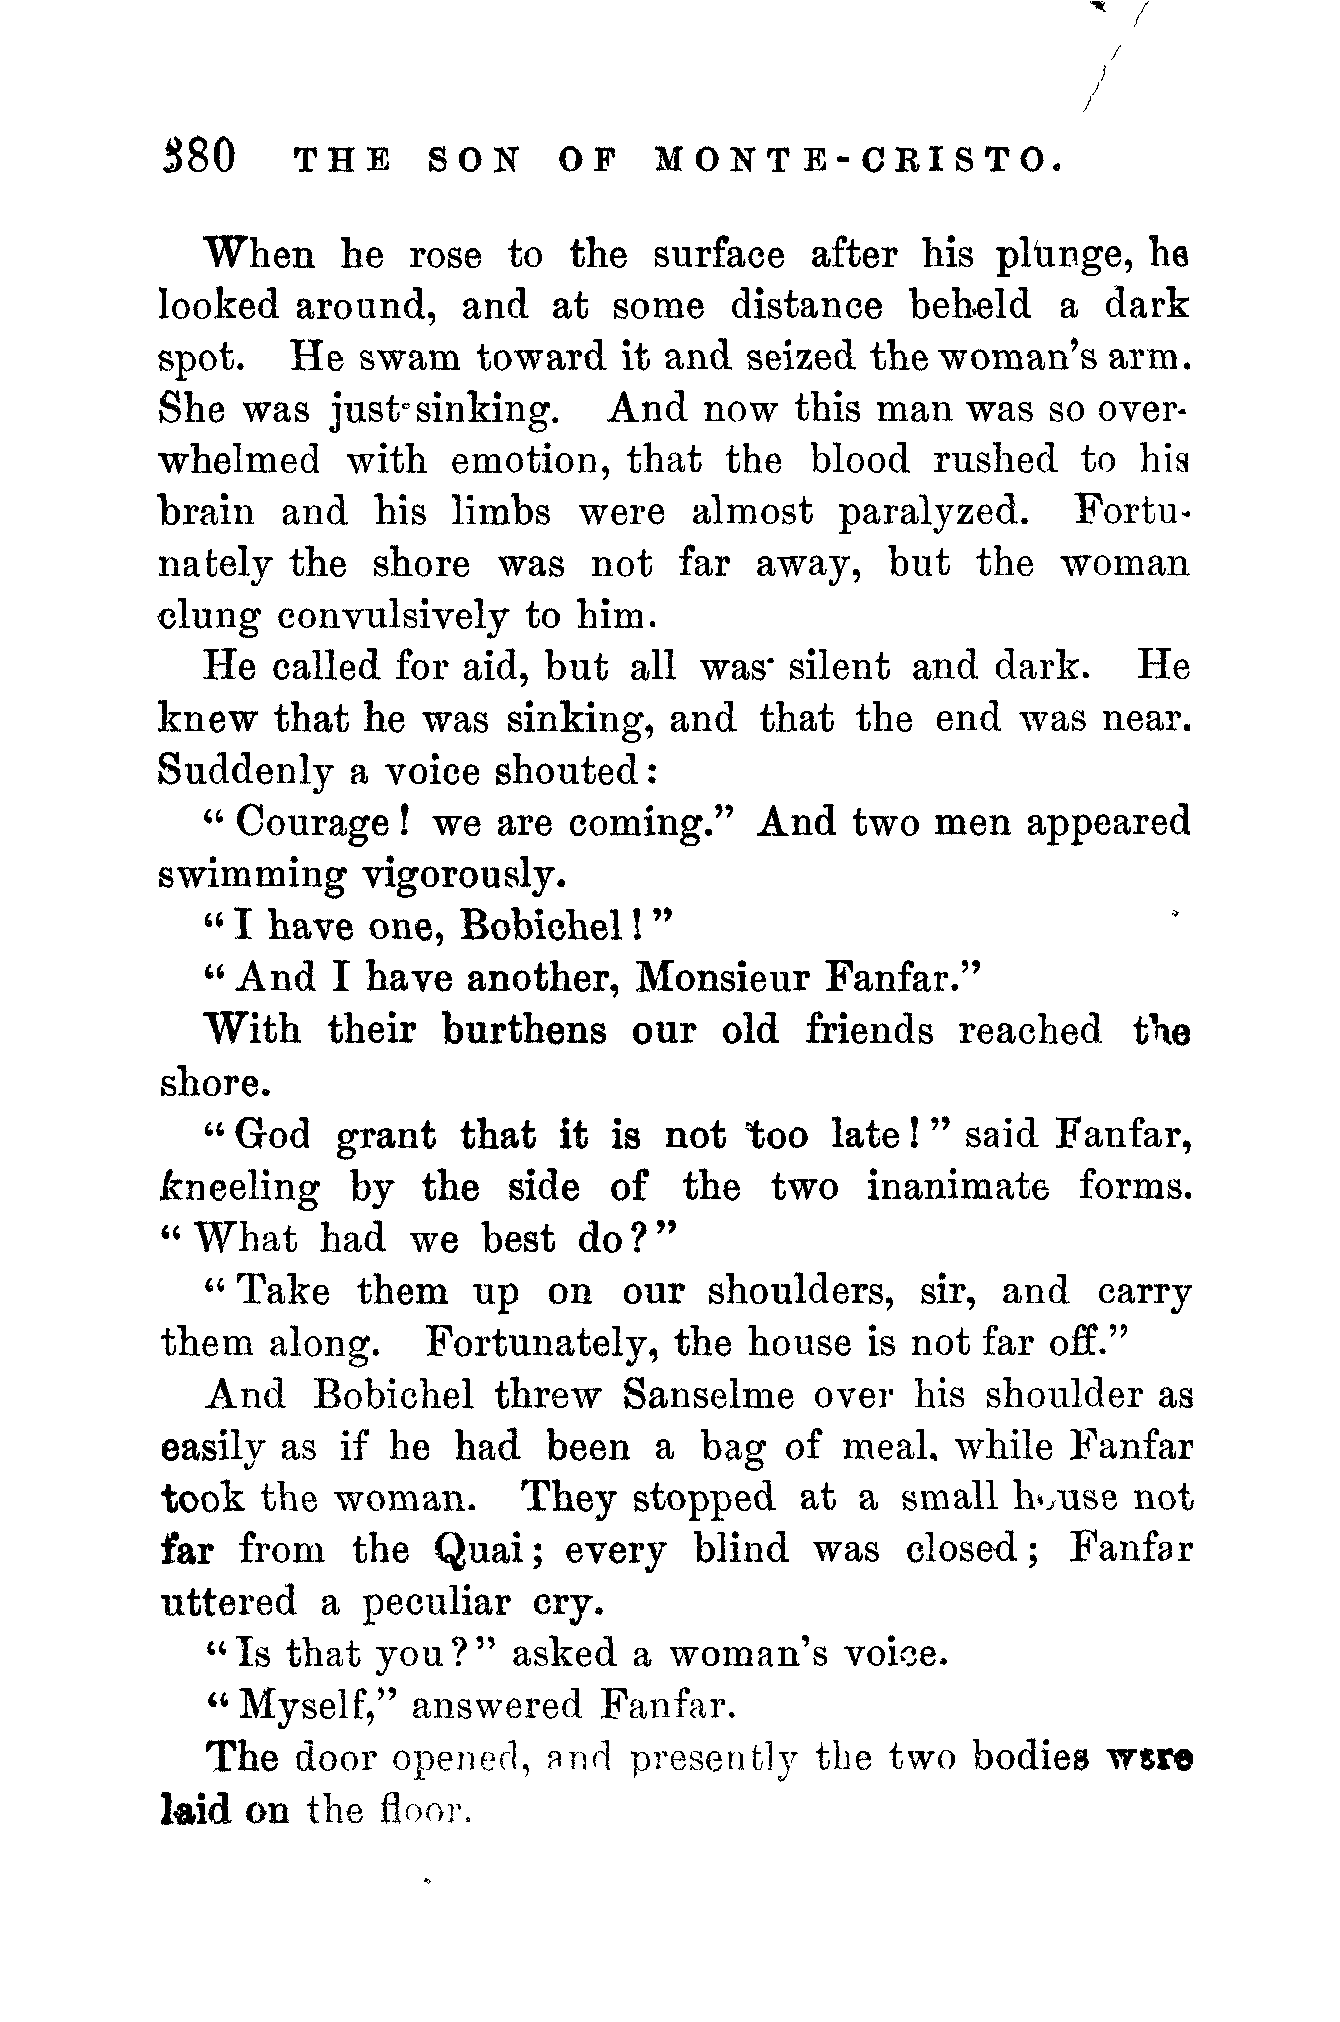 380 THE SON OF MONTE-CRISTO.
When he rose to the surface after his plunge, he
looked around, and at some distance beheld a dark
spot. He swam toward it and seized the woman's arm.
She was just sinking. And now this man was so over-
whelmed with emotion, that the blood rushed to his
brain and his limbs were almost paralyzed. Fortu-
nately the shore was not far away, but the woman
clung convulsively to him.
He called for aid, but all was silent and dark. He
knew that he was sinking, and that the end was near.
Suddenly a voice shouted:
"Courage! we are coming." And two men appeared
swimming vigorously.
"I have one, Bobichel!"
"And I have another, Monsieur Fanfar."
With their burthens our old friends reached the
shore.
"God grant that it is not too late!" said Fanfar,
kneeling by the side of the two inanimate forms.
"What had we best do?"
"Take them up on our shoulders, sir, and carry
them along. Fortunately, the house is not far off."
And Bobichel threw Sanselme over his shoulder as
easily as if he had been a bag of meal, while Fanfar
took the woman. They stopped at a small house not
far from the Quai; every blind was closed; Fanfar
uttered a peculiar cry.
"Is that you?" asked a woman's voice.
"Myself," answered Fanfar.
The door opened, and presently the two bodies were
laid on the floor.